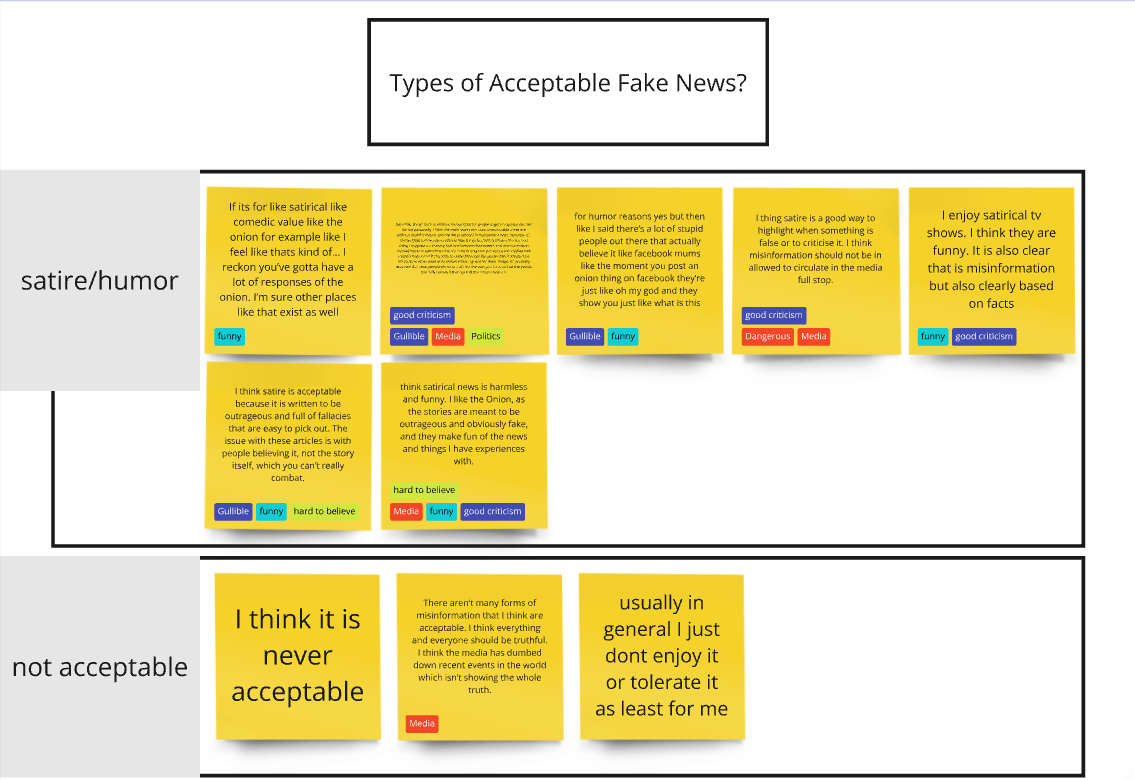 Types of Acceptable Fake News?
satire/humor
If its for like satirical like
comedic value like the
onion for example like I
feel like thats kind of... I
reckon you've gotta have a
lot of responses of the
onion. I'm sure other places
like that exist as well
funny
good criticism
Gullible Media Politics
for humor reasons yes but then
like I said there's a lot of stupid
people out there that actually
believe it like facebook mums
like the moment you post an
onion thing on facebook they're
just like oh my god and they
show you just like what is this
Gullible funny
I thing satire is a good way to
highlight when something is
false or to criticise it. I think
misinformation should not be in
allowed to circulate in the media
full stop.
good criticism
Dangerous Media
I enjoy satirical tv
shows. I think they are
funny. It is also clear
that is misinformation
but also clearly based
on facts
funny good criticism
I think satire is acceptable
because it is written to be
outrageous and full of fallacies
that are easy to pick out. The
issue with these articles is with
people believing it, not the story
itself, which you can't really
combat.
Gullible funny hard to believe
think satirical news is harmless
and funny. I like the Onion, as
the stories are meant to be
outrageous and obviously fake,
and they make fun of the news
and things I have experiences
with.
hard to believe
Media funny good criticism
not acceptable
I think it is
never
acceptable
There aren't many forms of
misinformation that I think are
acceptable. I think everything
and everyone should be truthful.
I think the media has dumbed
down recent events in the world
which isn't showing the whole
truth.
Media
usually in
general I just
dont enjoy it
or tolerate it
as least for me